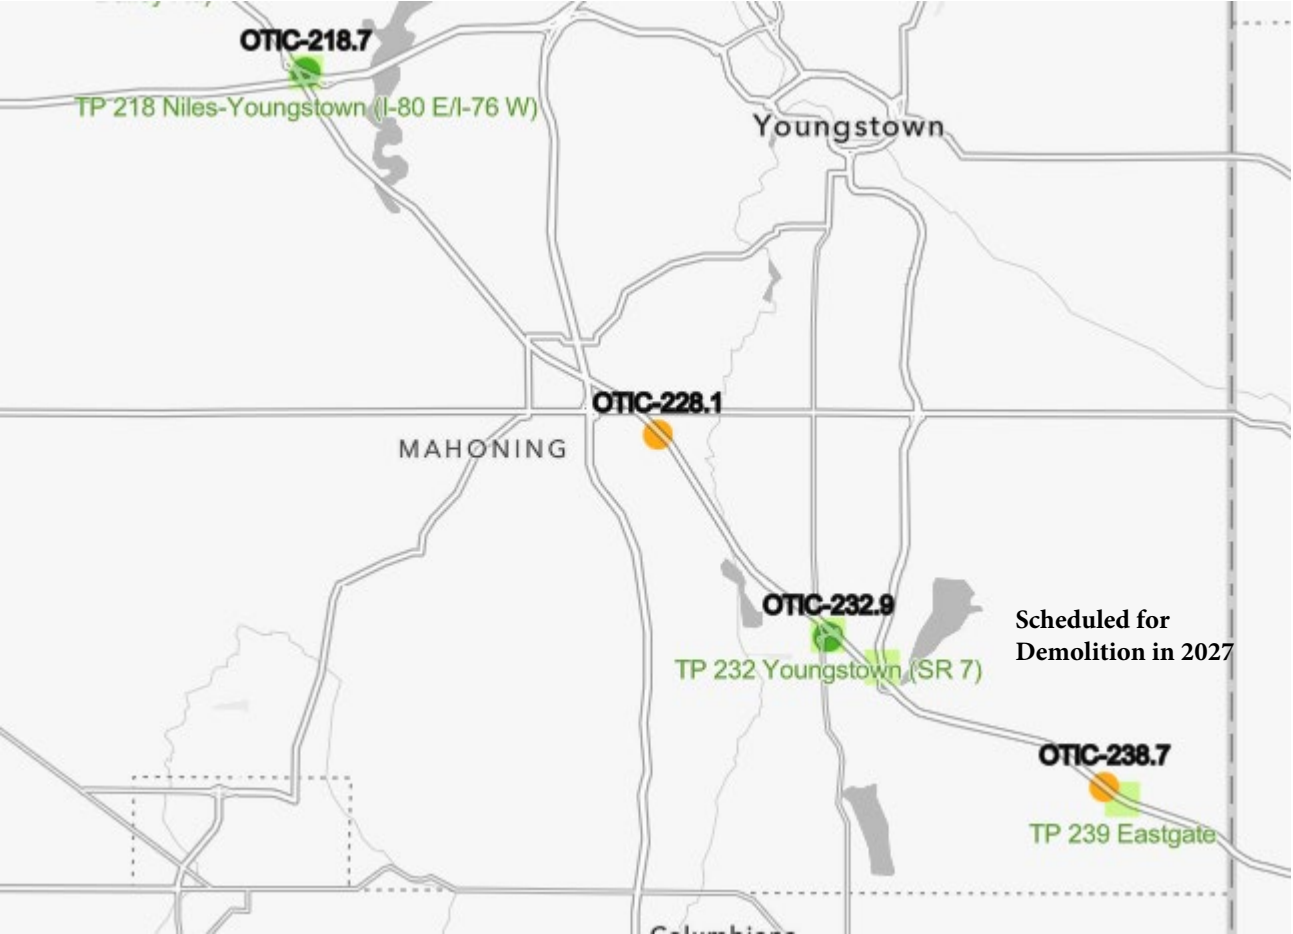 OTIC-218.7
TP 218 Niles-Youngstown (I-80 E/I-76 W)
Youngstown
OTIC-228.1
MAHONING
OTIC-232.9
Scheduled for
Demolition in 2027
TP 232 Youngstown (SR 7)
OTIC-238.7
TP 239 Eastgate